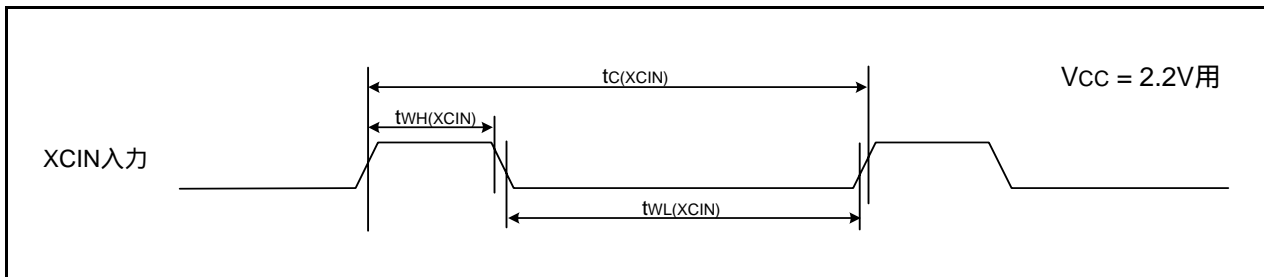 tC(XCIN)
VCC = 2.2V用
tWH(XCIN)
XCIN入力
tWL(XCIN)